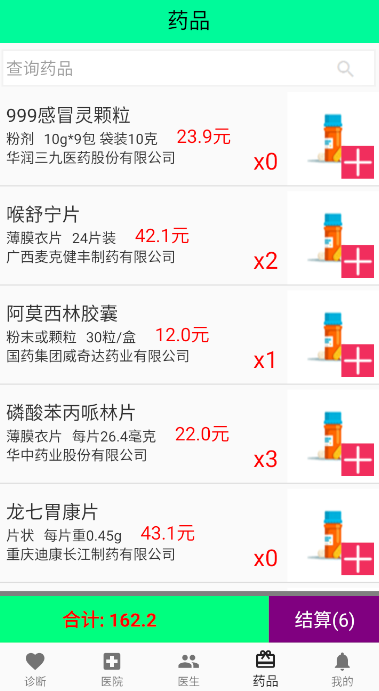 药品
查询药品
999感冒灵颗粒
粉剂 10g*9包 袋装10克 23.9元
华润三九医药股份有限公司
x0
喉舒宁片
薄膜衣片 24片装 42.1元
广西麦克健丰制药有限公司
x2
阿莫西林胶囊
粉末或颗粒 30粒/盒 12.0元
国药集团威奇达药业有限公司
x1
磷酸苯丙哌林片
薄膜衣片 每片26.4毫克 22.0元
华中药业股份有限公司
x3
龙七胃康片
片状 每片重0.45g 43.1元
重庆迪康长江制药有限公司
x0
合计: 162.2
结算(6)
诊断 医院 医生 药品 我的